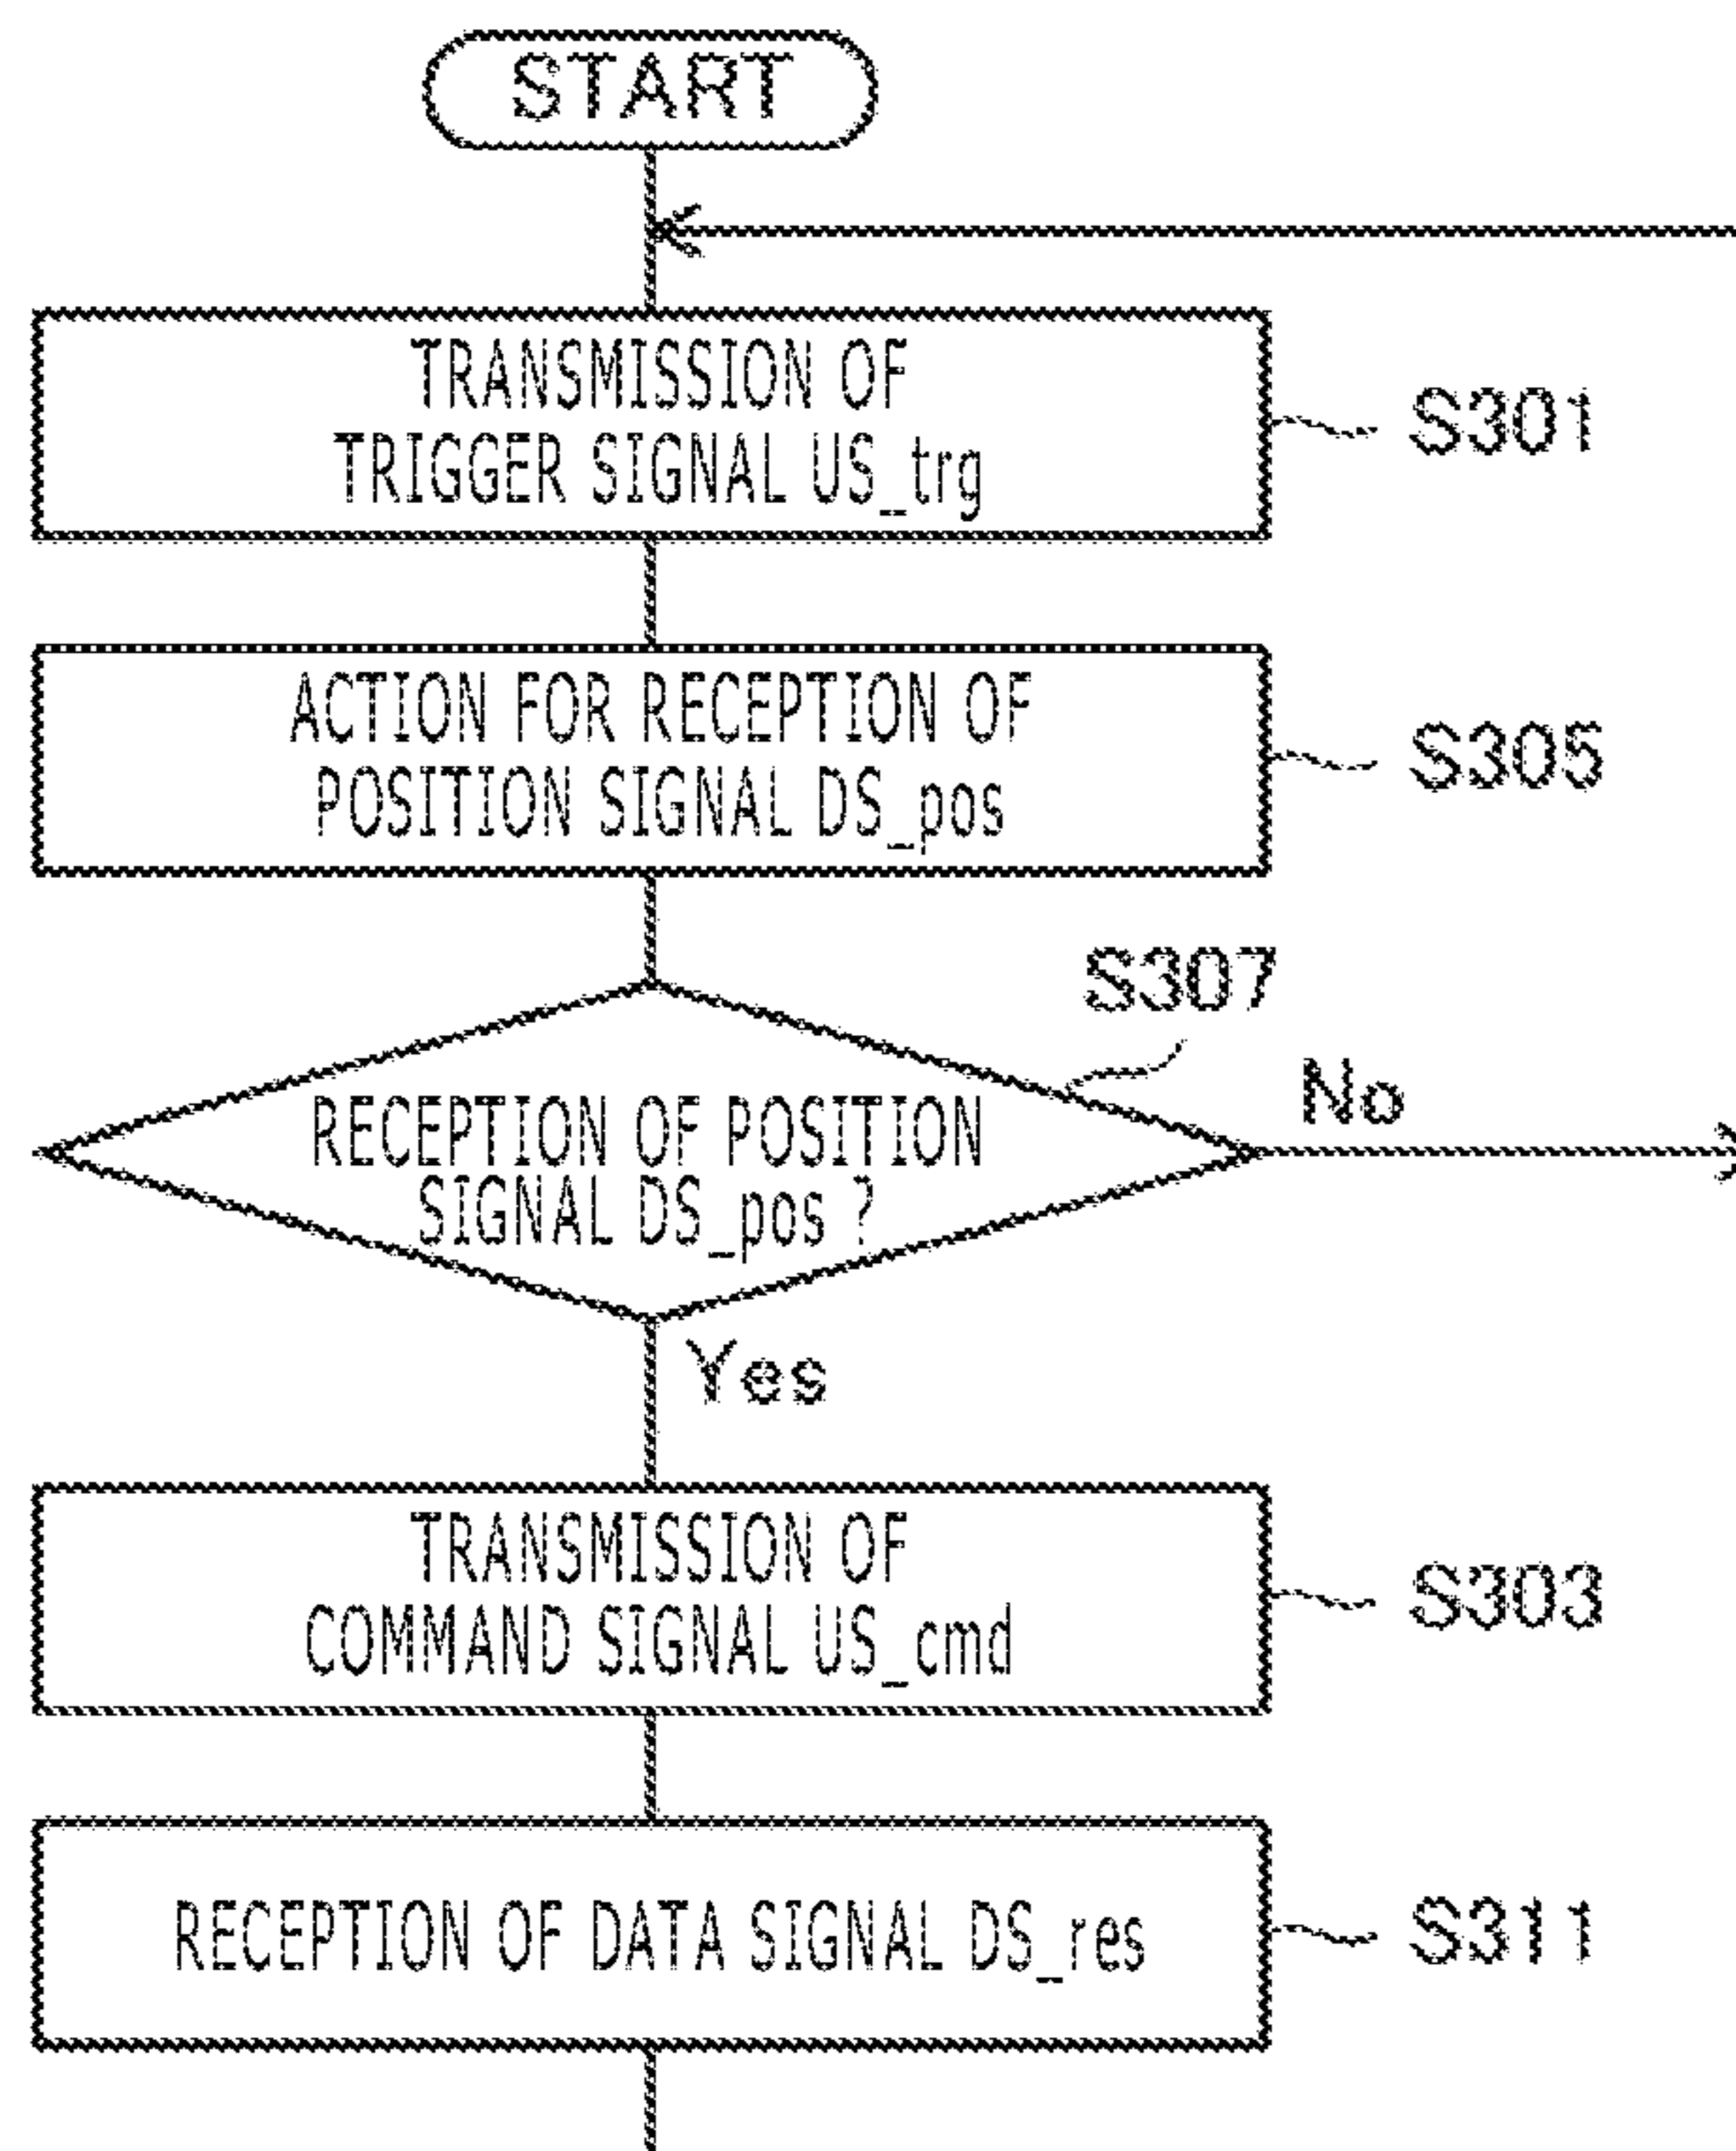 START
TRANSMISSION OF
TRIGGER SIGNAL US_trg
S301
ACTION FOR RECEPTION OF
POSITION SIGNAL DS_pos
S305
S307
RECEPTION OF POSITION
SIGNAL DS_pos ?
No
Yes
TRANSMISSION OF
COMMAND SIGNAL US_cmd
S303
RECEPTION OF DATA SIGNAL DS_res
S311